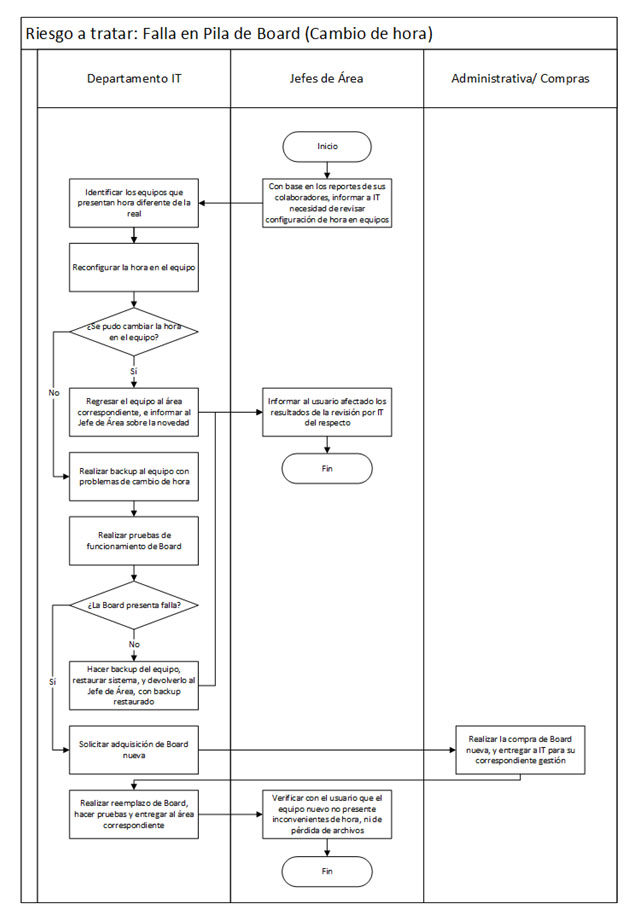 Riesgo a tratar: Falla en Pila de Board (Cambio de hora)
Departamento IT
Jefes de Área
Administrativa/ Compras
Inicio
Con base en los reportes de sus
colaboradores, informar a IT
necesidad de revisar
configuración de hora en equipos
Identificar los equipos que
presentan hora diferente de la
real
Reconfigurar la hora en el equipo
¿Se pudo cambiar la hora
en el equipo?
Sí
No
Regresar el equipo al área
correspondiente, e informar al
Jefe de Área sobre la novedad
Informar al usuario afectado los
resultados de la revisión por IT
del respecto
Fin
Realizar backup al equipo con
problemas de cambio de hora
Realizar pruebas de
funcionamiento de Board
¿La Board presenta falla?
No
Sí
Hacer backup del equipo,
restaurar sistema, y devolverlo al
Jefe de Área, con backup
restaurado
Solicitar adquisición de Board
nueva
Realizar la compra de Board
nueva, y entregar a IT para su
correspondiente gestión
Realizar reemplazo de Board,
hacer pruebas y entregar al área
correspondiente
Verificar con el usuario que el
equipo nuevo no presente
inconvenientes de hora, ni de
pérdida de archivos
Fin